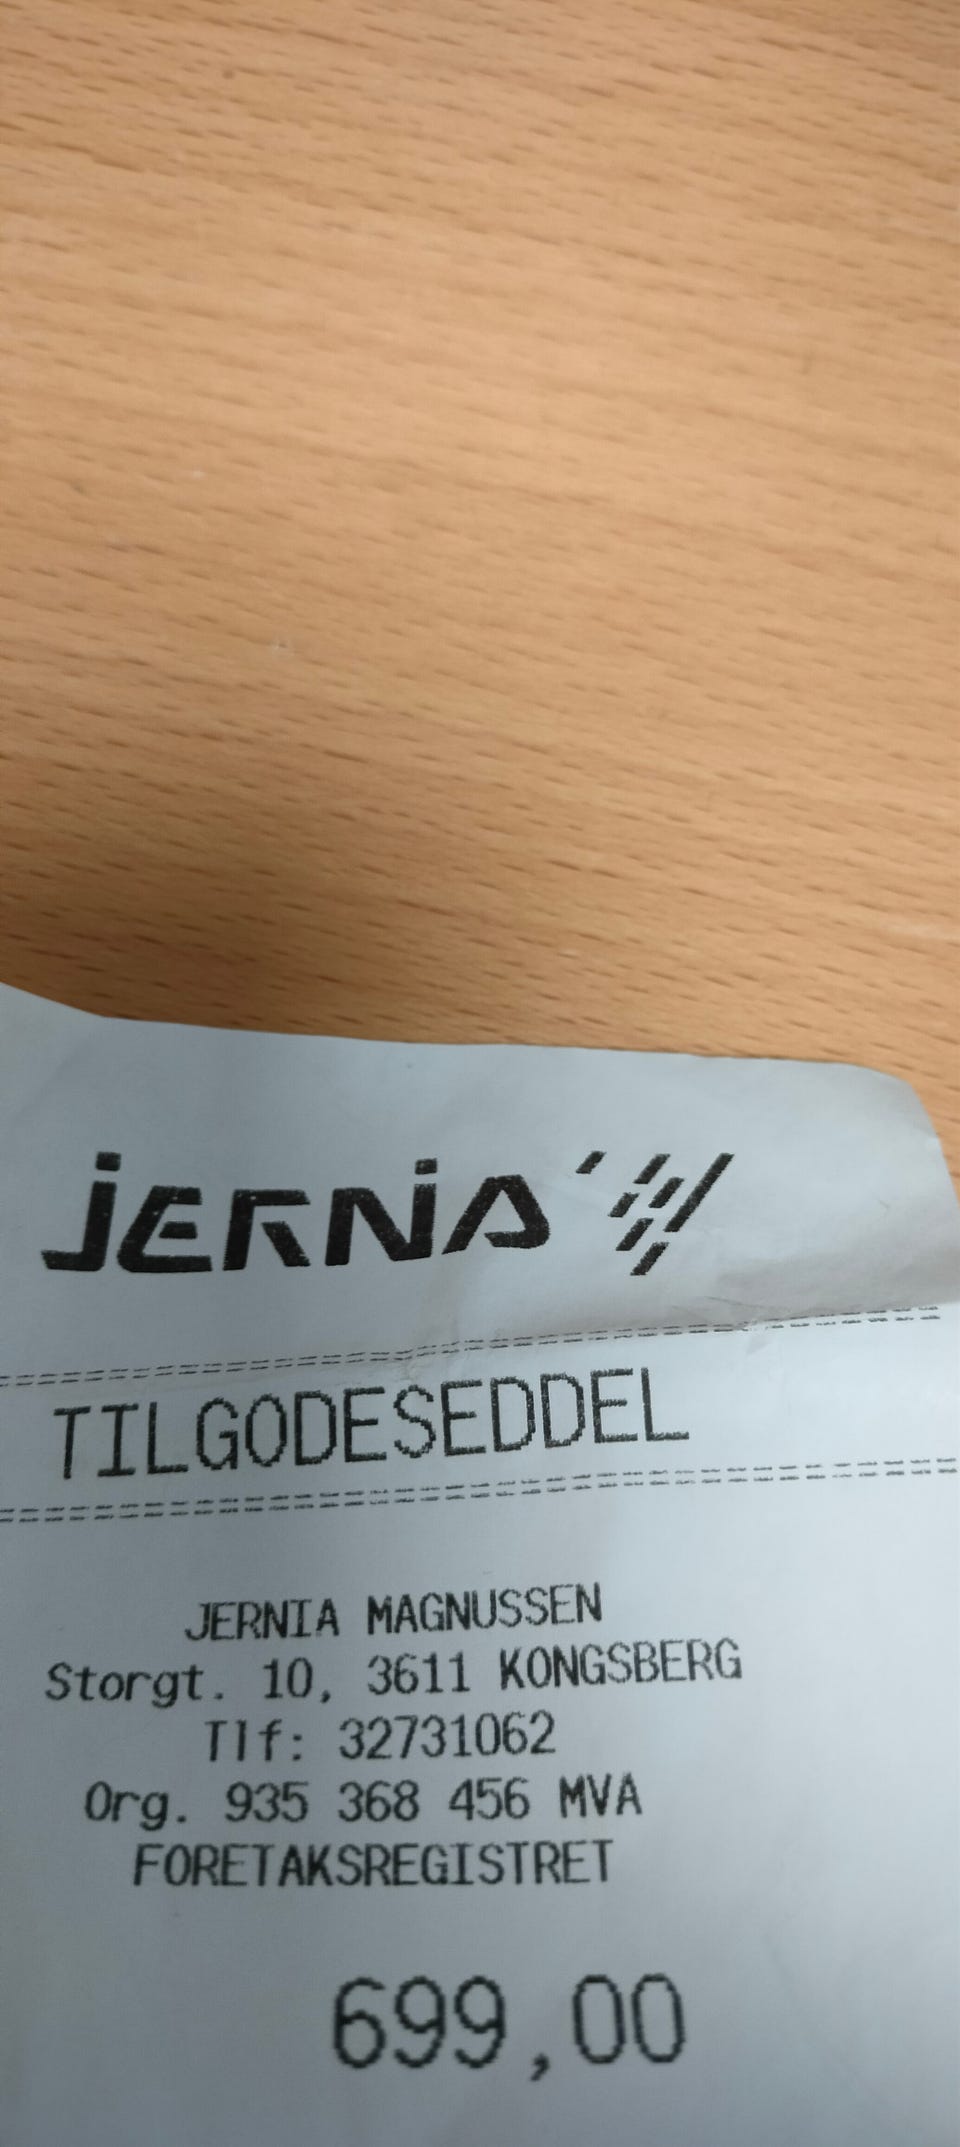 JERNIA
TILGODESEDDEL
JERNIA MAGNUSSEN
Storgt. 10, 3611 KONGSBERG
Tlf: 32731062
Org. 935 368 456 MVA
FORETAKSREGISTRET
699,00